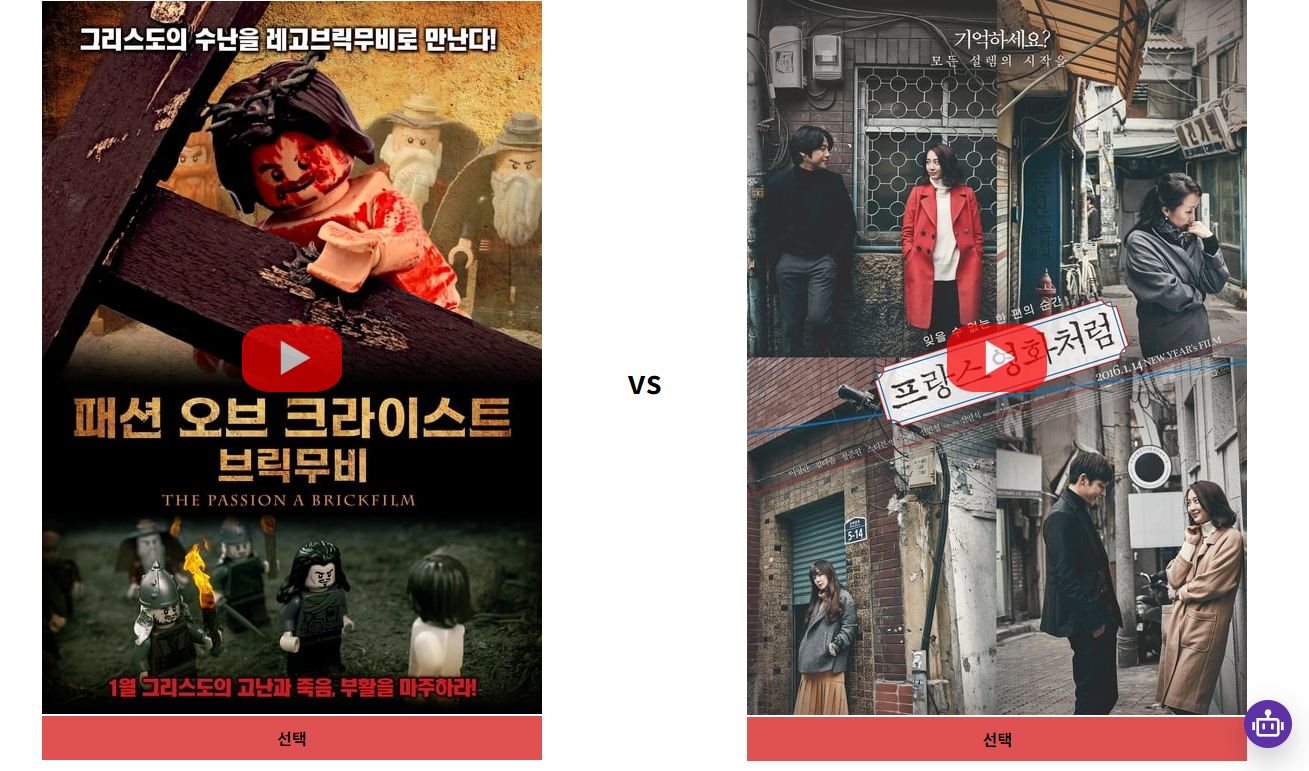 그리스도의 수난을 레고브릭무비로 만난다!
패션 오브 크라이스트
브릭무비
THE PASSION A BRICKFILM
1월 그리스도의 고난과 죽음, 부활을 마주하라!
선택
VS
기억하세요?
모든 설렘의 시작을
잊을 수 없는 한 편의 순간
프랑스 영화처럼
2016.1.14 NEW YEAR's FILM
5-14
선택